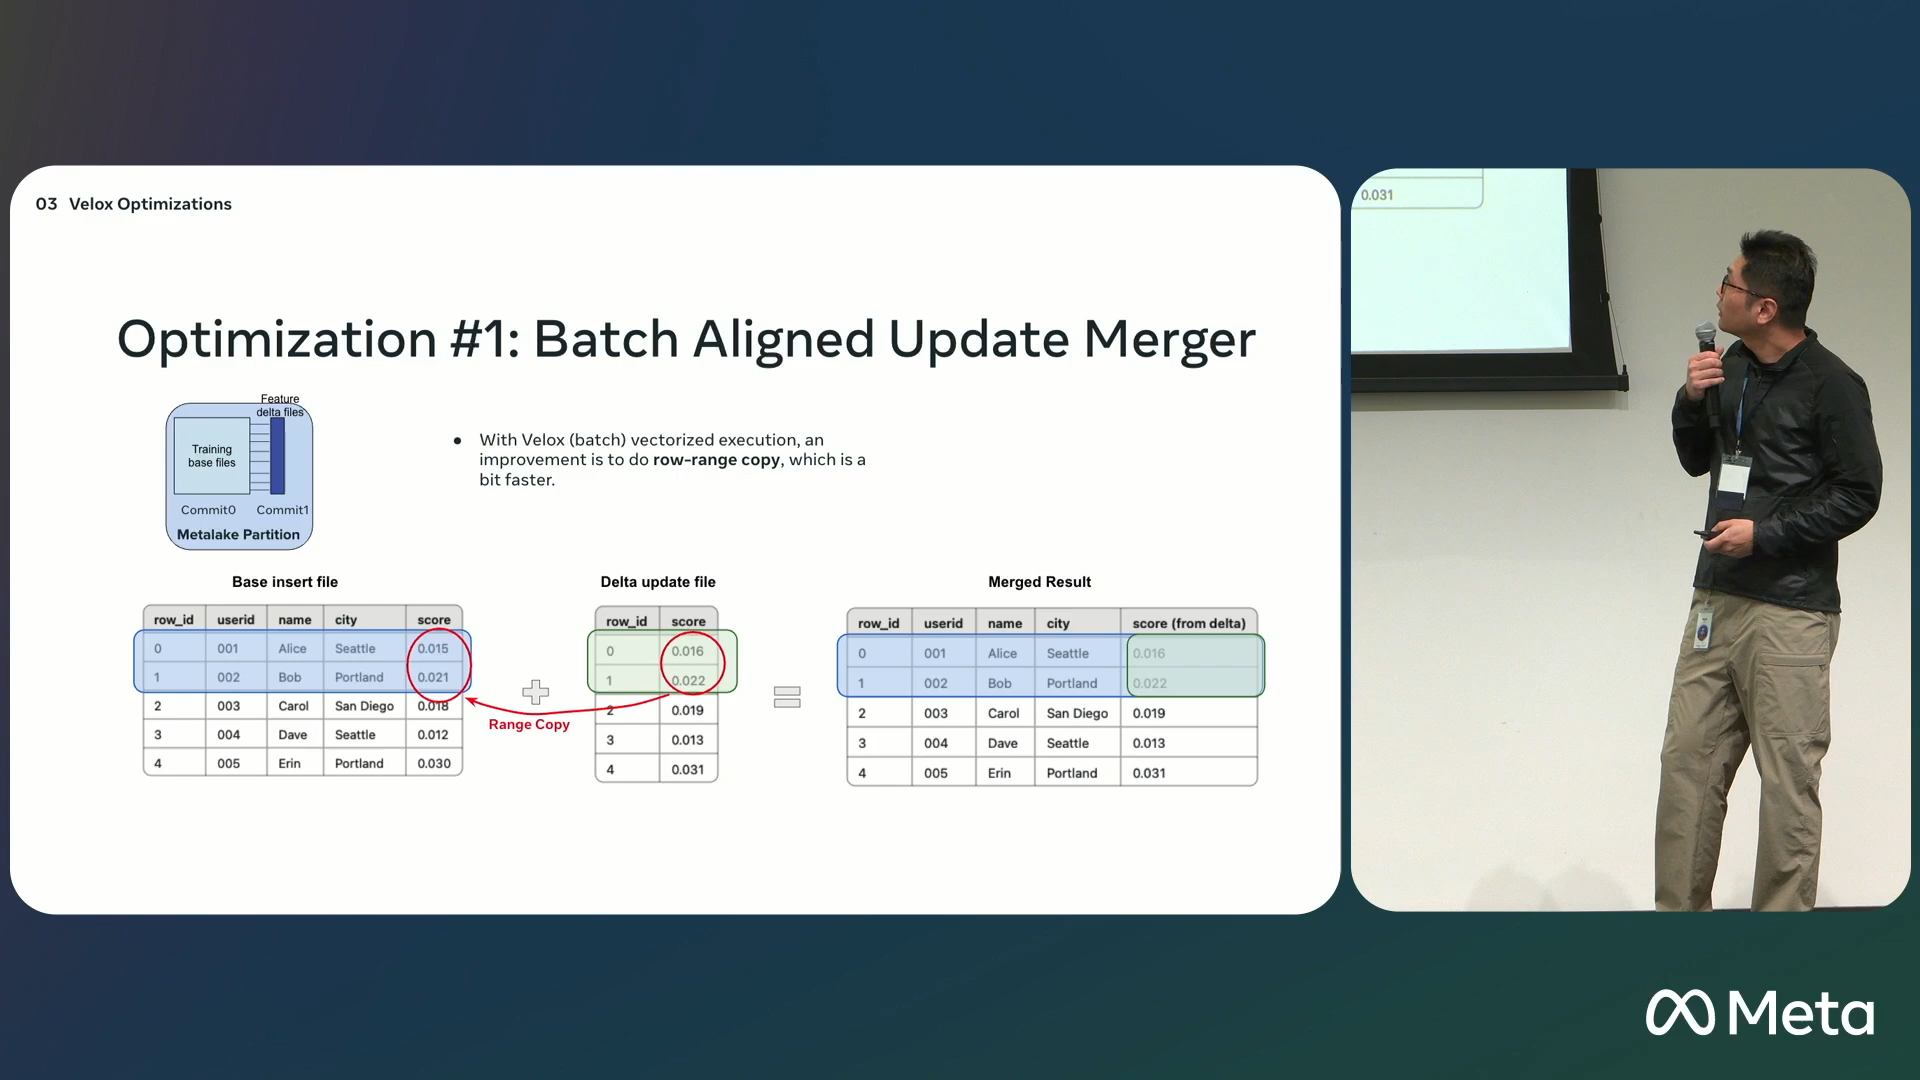 03 Velox Optimizations
Optimization #1: Batch Aligned Update Merger
Feature
delta files
Training
base files
Commit0 Commit1
Metalake Partition
• With Velox (batch) vectorized execution, an
improvement is to do row-range copy, which is a
bit faster.
Base insert file
row_id userid name city score
0 001 Alice Seattle 0.015
1 002 Bob Portland 0.021
2 003 Carol San Diego 0.018
3 004 Dave Seattle 0.012
4 005 Erin Portland 0.030
Range Copy
Delta update file
row_id score
0 0.016
1 0.022
2 0.019
3 0.013
4 0.031
Merged Result
row_id userid name city score (from delta)
0 001 Alice Seattle 0.016
1 002 Bob Portland 0.022
2 003 Carol San Diego 0.019
3 004 Dave Seattle 0.013
4 005 Erin Portland 0.031
0.031
Meta